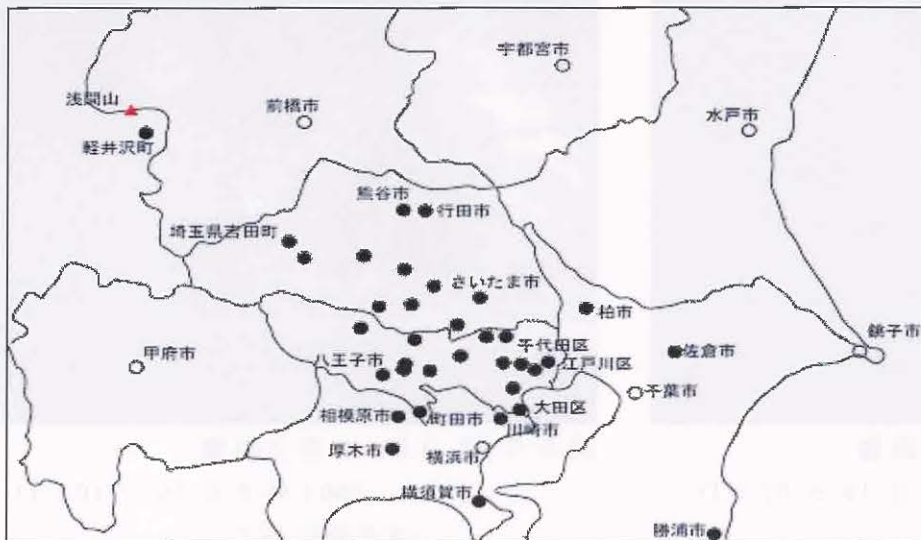 宇都宮市
浅間山
前橋市
水戸市
軽井沢町
熊谷市
行田市
埼玉県吉田町
さいたま市
柏市
銚子市
千代田区
佐倉市
甲府市
八王子市
江戸川区
千葉市
大田区
相模原市
町田市
川崎市
厚木市
横浜市
横須賀市
勝浦市